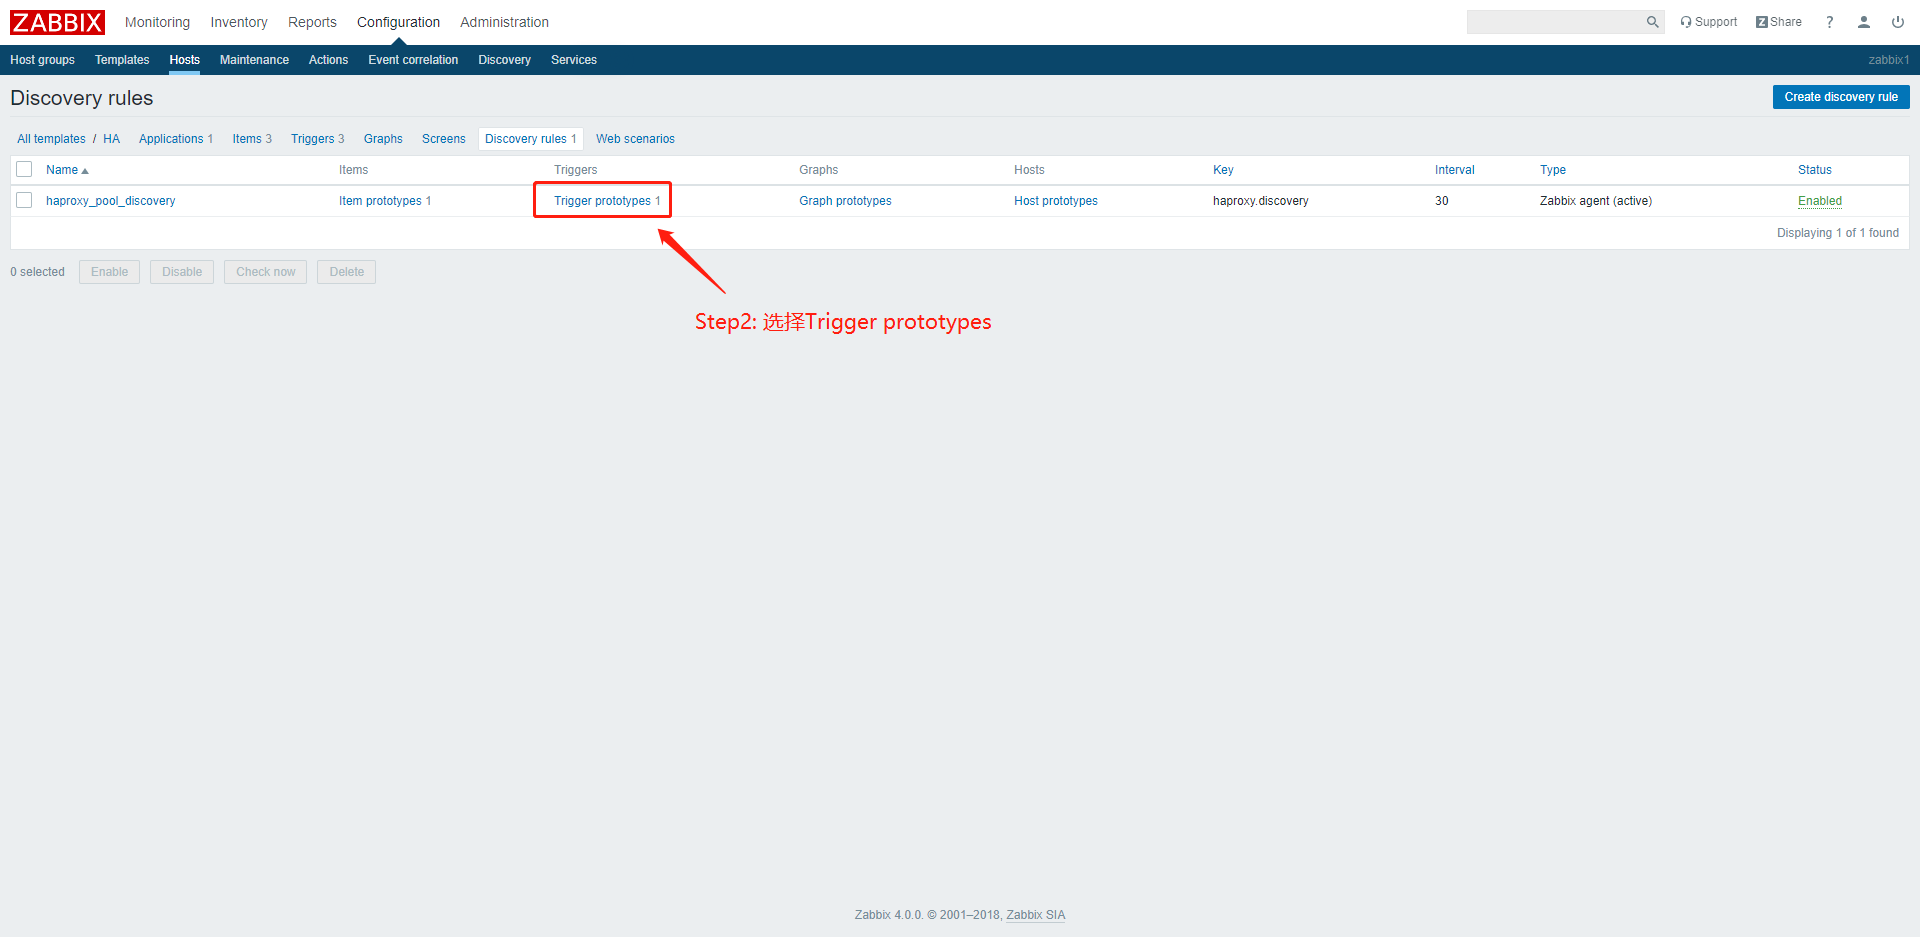 ZABBIX Monitoring Inventory Reports Configuration Administration Support Z Share ?
Host groups Templates Hosts Maintenance Actions Event correlation Discovery Services zabbix1
Discovery rules Create discovery rule
All templates / HA Applications 1 Items 3 Triggers 3 Graphs Screens Discovery rules 1 Web scenarios
Name Items Triggers Graphs Hosts Key Interval Type Status
haproxy_pool_discovery Item prototypes 1 Trigger prototypes 1 Graph prototypes Host prototypes haproxy.discovery 30 Zabbix agent (active) Enabled
Displaying 1 of 1 found
0 selected Enable Disable Check now Delete
Step2: 选择Trigger prototypes
Zabbix 4.0.0. © 2001–2018, Zabbix SIA